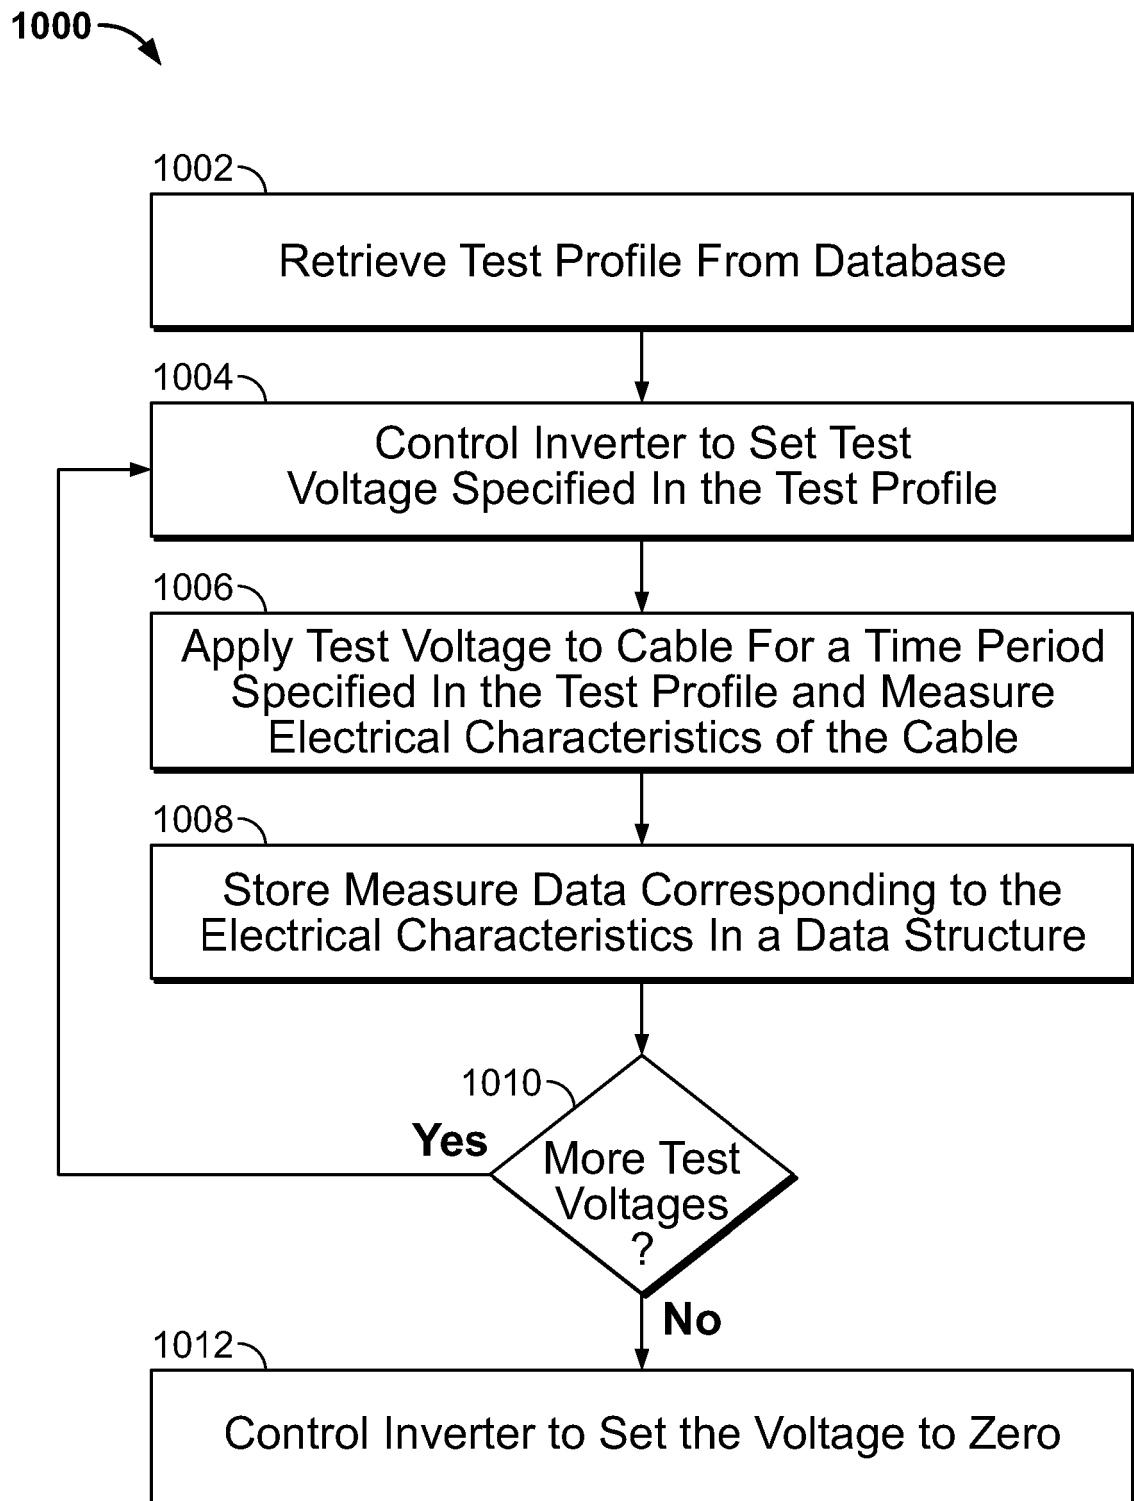 1000
1002
Retrieve Test Profile From Database
1004
Control Inverter to Set Test
Voltage Specified In the Test Profile
1006
Apply Test Voltage to Cable For a Time Period
Specified In the Test Profile and Measure
Electrical Characteristics of the Cable
1008
Store Measure Data Corresponding to the
Electrical Characteristics In a Data Structure
1010
Yes
More Test
Voltages
?
No
1012
Control Inverter to Set the Voltage to Zero